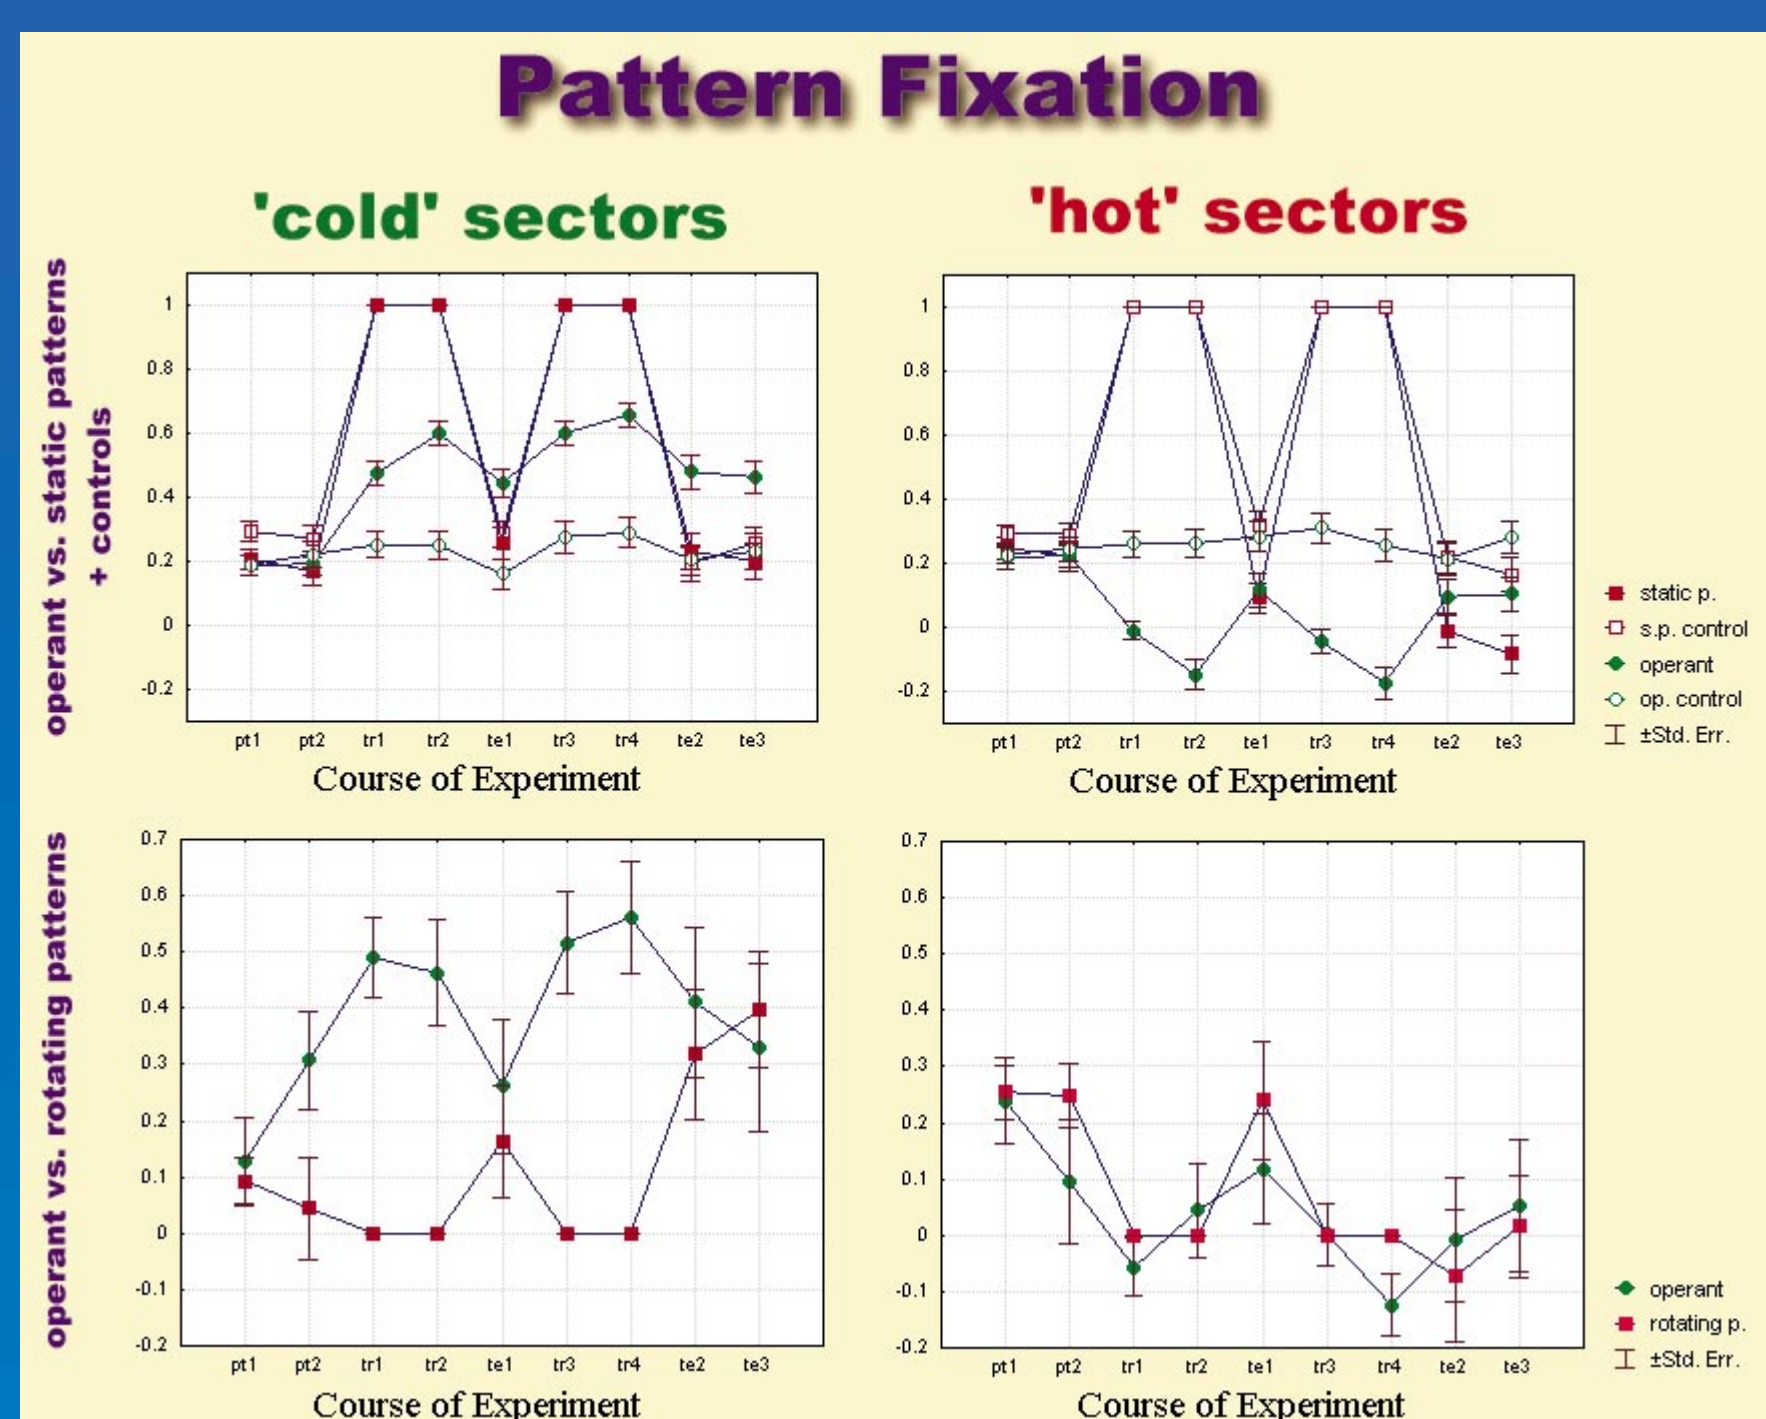 Pattern Fixation
'cold' sectors
'hot' sectors
operant vs. static patterns
+ controls
1
0.8
0.6
0.4
0.2
0
-0.2
pt1 pt2 tr1 tr2 te1 tr3 tr4 te2 te3
Course of Experiment
1
0.8
0.6
0.4
0.2
0
-0.2
pt1 pt2 tr1 tr2 te1 tr3 tr4 te2 te3
Course of Experiment
static p.
s.p. control
operant
op. control
±Std. Err.
operant vs. rotating patterns
0.7
0.6
0.5
0.4
0.3
0.2
0.1
0
-0.1
-0.2
pt1 pt2 tr1 tr2 te1 tr3 tr4 te2 te3
Course of Experiment
0.7
0.6
0.5
0.4
0.3
0.2
0.1
0
-0.1
-0.2
pt1 pt2 tr1 tr2 te1 tr3 tr4 te2 te3
Course of Experiment
operant
rotating p.
±Std. Err.